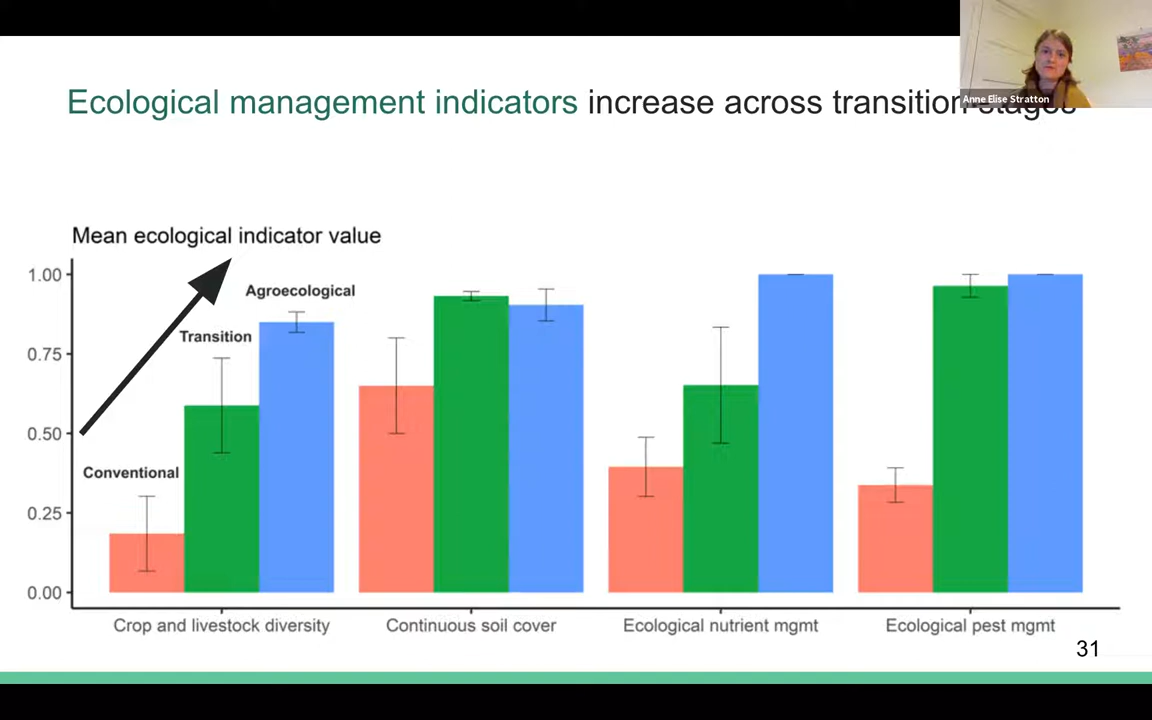 Ecological management indicators increase across transition stages
Anne Elise Stratton
Mean ecological indicator value
1.00
Agroecological
Transition
0.75
0.50
Conventional
0.25
0.00
Crop and livestock diversity
Continuous soil cover
Ecological nutrient mgmt
Ecological pest mgmt
31